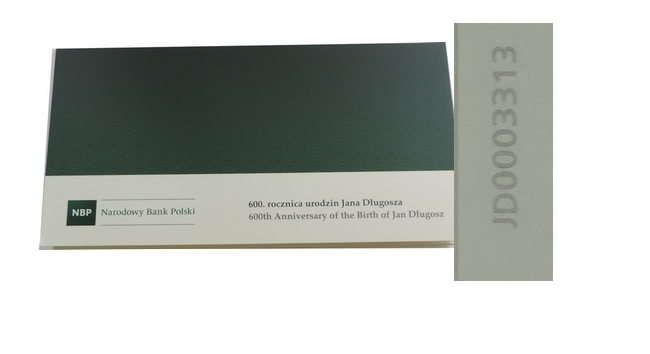 NBP
Narodowy Bank Polski
600. rocznica urodzin Jana Długosza
600th Anniversary of the Birth of Jan Długosz
JD0003313